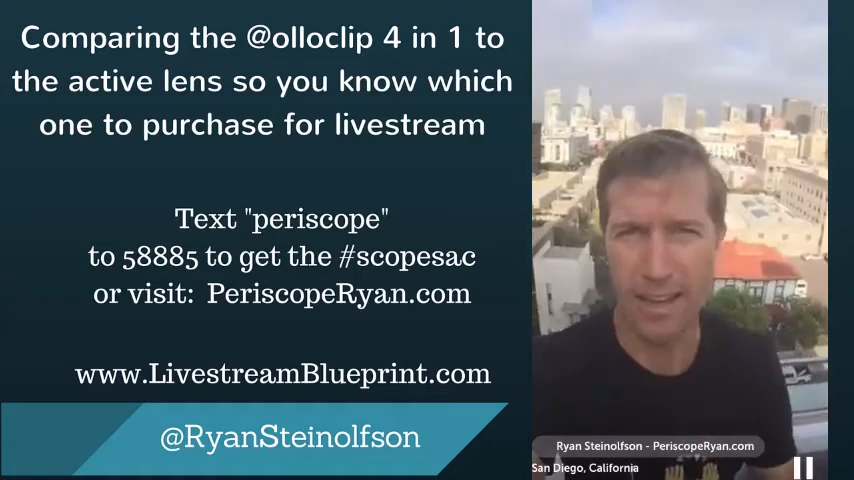 Comparing the @olloclip 4 in 1 to
the active lens so you know which
one to purchase for livestream
Text "periscope"
to 58885 to get the #scopesac
or visit: PeriscopeRyan.com
www.LivestreamBlueprint.com
@RyanSteinolfson
Ryan Steinolfson - PeriscopeRyan.com
San Diego, California